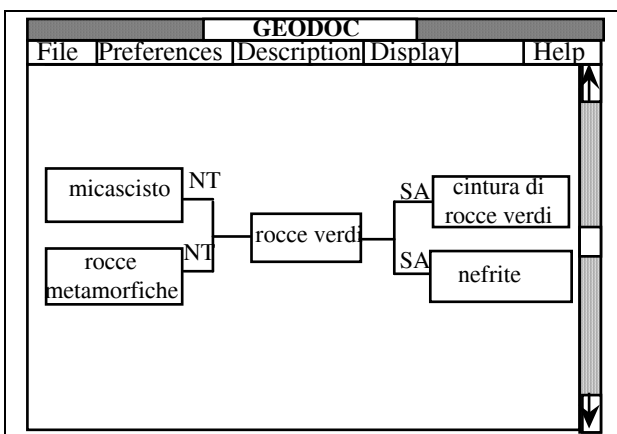 GEODOC
File Preferences Description Display Help
micascisto
NT
rocce
metamorfiche
NT
rocce verdi
SA
cintura di
rocce verdi
SA
nefrite